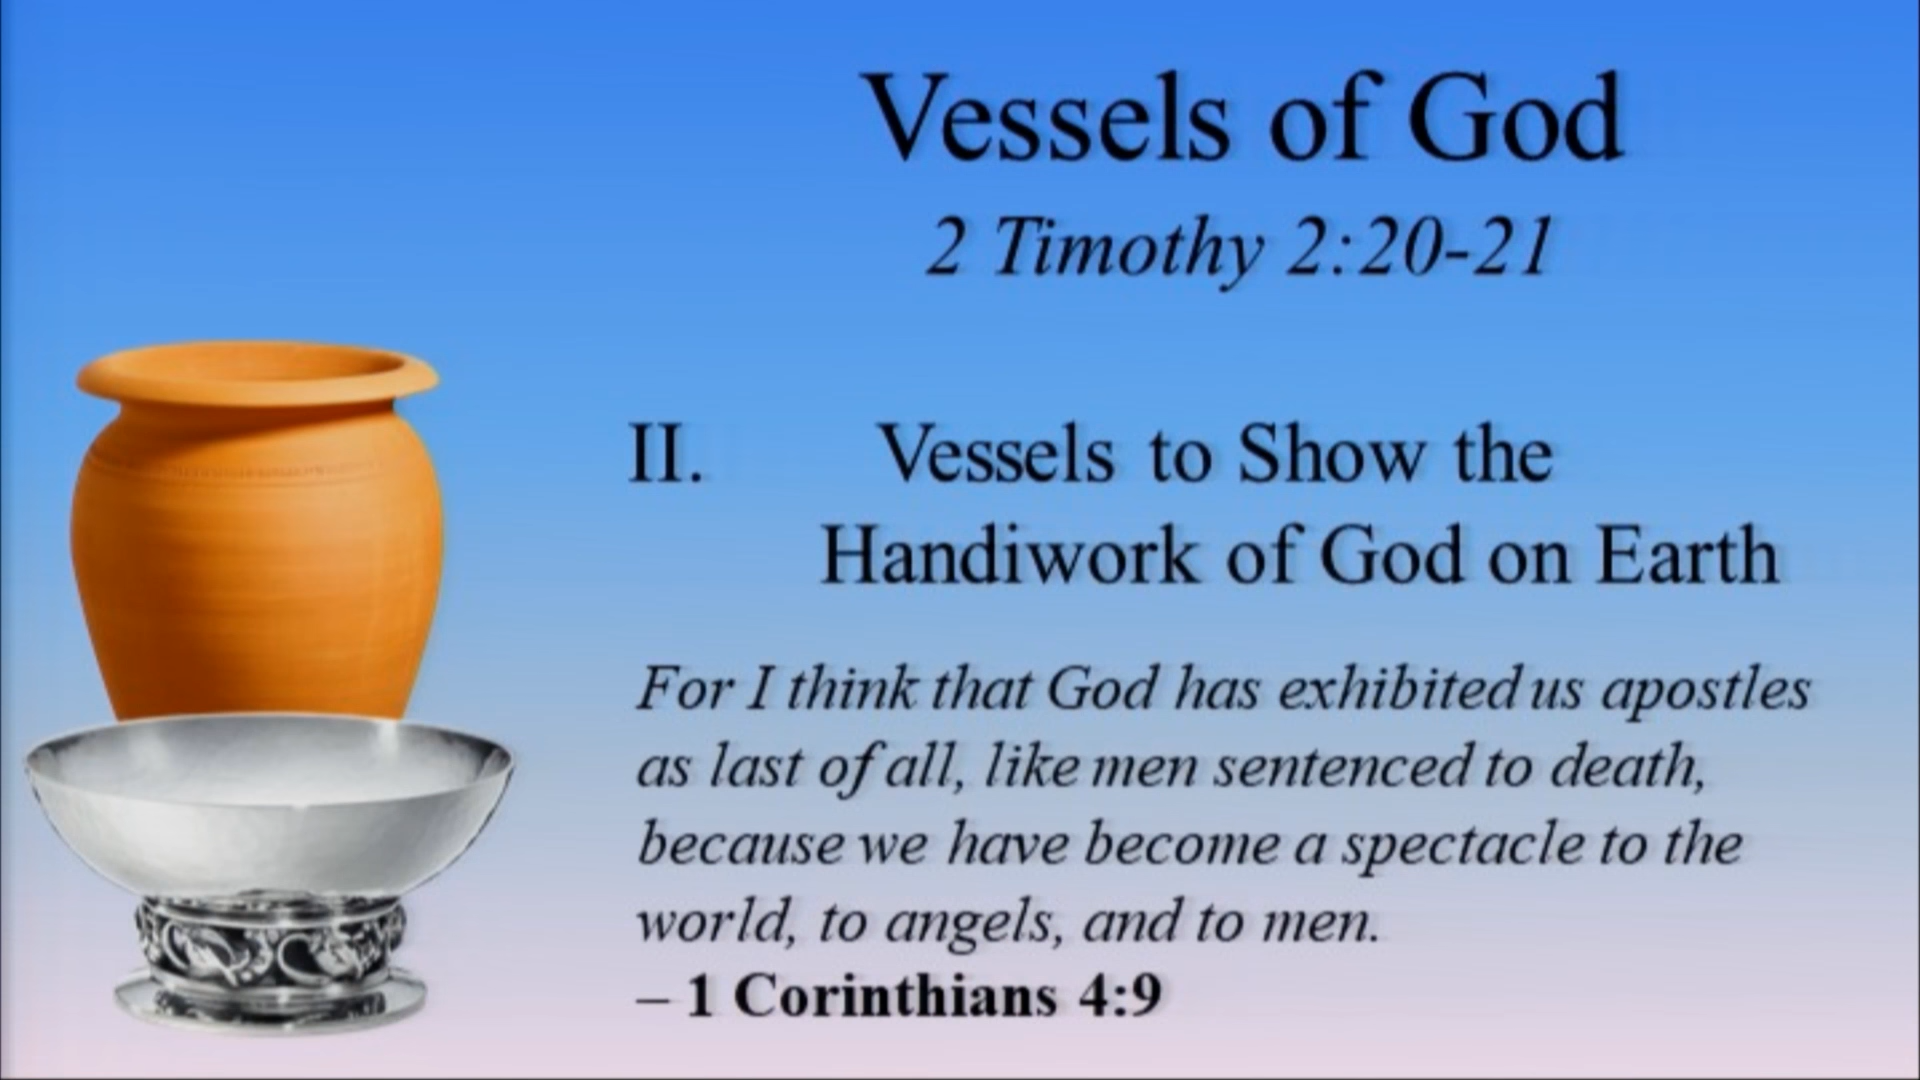 Vessels of God
2 Timothy 2:20-21
II. Vessels to Show the
Handiwork of God on Earth
For I think that God has exhibited us apostles
as last of all, like men sentenced to death,
because we have become a spectacle to the
world, to angels, and to men.
– 1 Corinthians 4:9